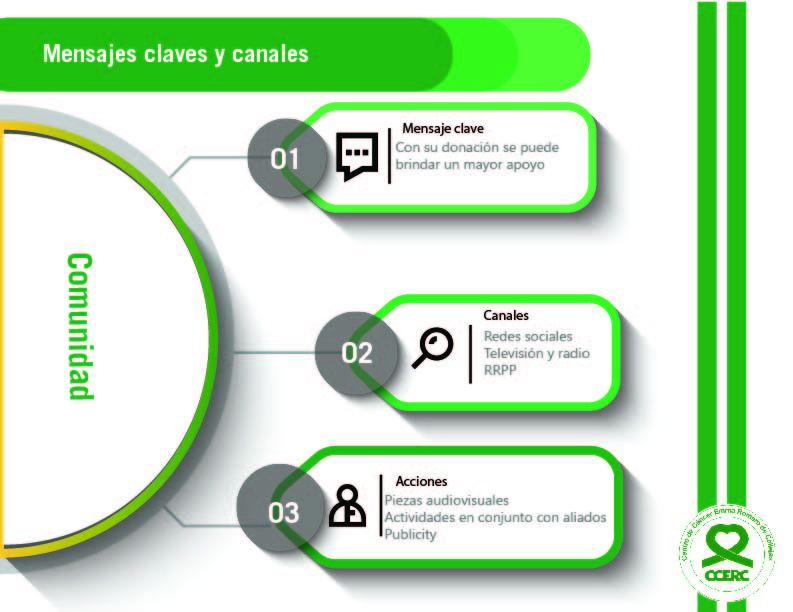 Mensajes claves y canales
Comunidad
01
Mensaje clave
Con su donación se puede
brindar un mayor apoyo
02
Canales
Redes sociales
Televisión y radio
RRPP
03
Acciones
Piezas audiovisuales
Actividades en conjunto con aliados
Publicity
Centro de Cáncer Emma Romero de Cañelas
CCERC